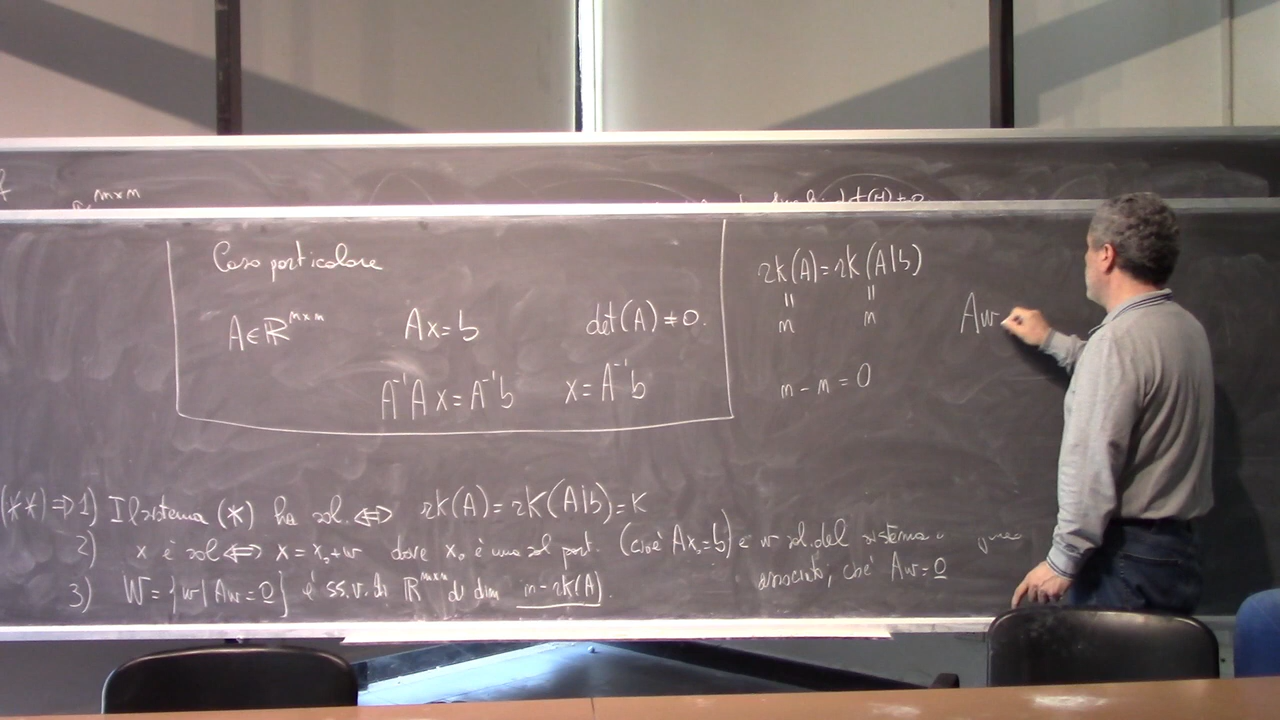 m×m
det(M)≠0
Caso particolare
A∈ℝ^{m×m} Ax=b det(A)≠0.
A⁻¹Ax=A⁻¹b x=A⁻¹b
rk(A)=rk(A|b)
= =
m m
m-m=0
Aw
(**)⇒1) Il sistema (*) ha sol. ⇔ rk(A)=rk(A|b)=k
2) x è sol ⇔ x=x₀+w dove x₀ è una sol part. (cioè Ax₀=b) e w sol. del sistema
associato, cioè Aw=0
3) W={w|Aw=0} è ss.v. di ℝ^{m×m} di dim n-rk(A).